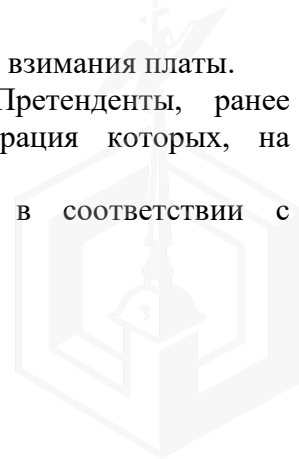 взимания платы.
Претенденты, ранее
рация которых, на
в соответствии с